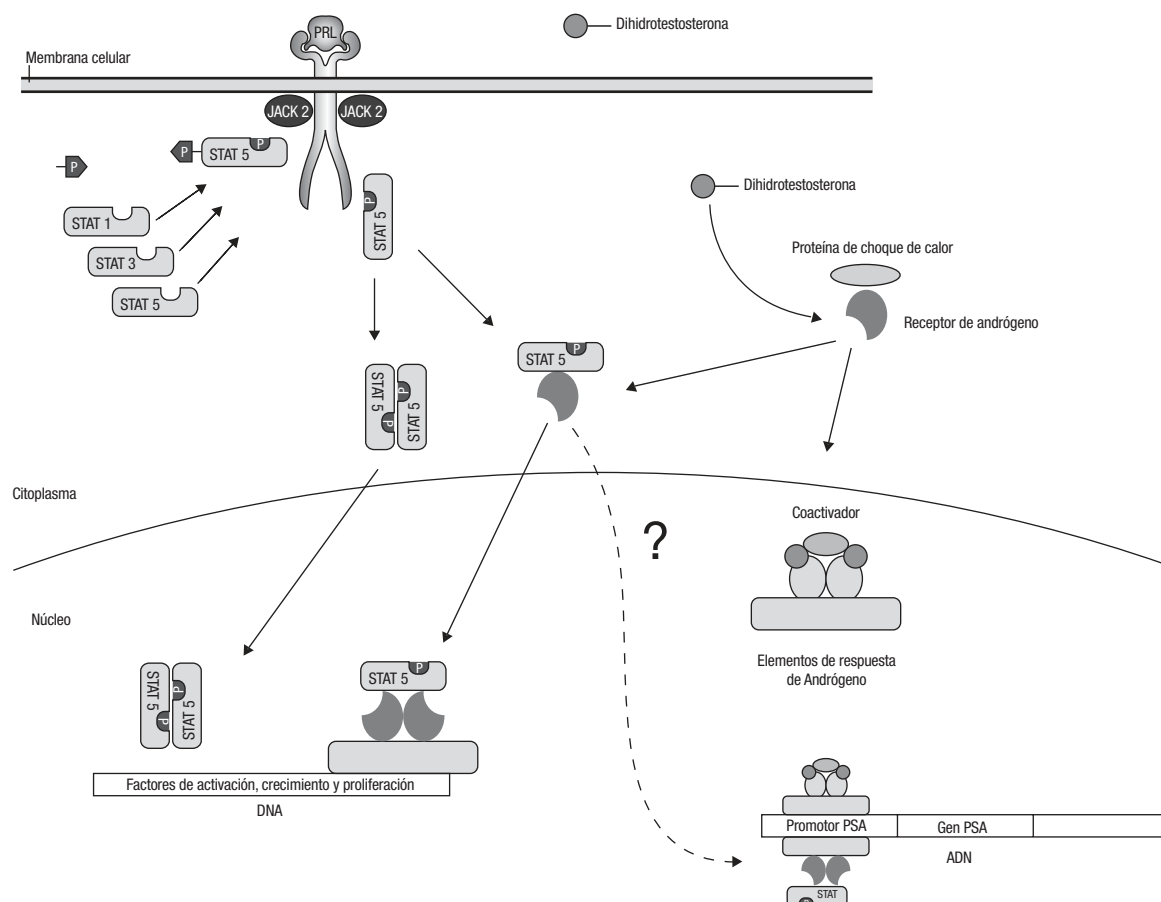 PRL
Dihidrotestosterona
Membrana celular
JACK 2
JACK 2
P
P
STAT 5
P
STAT 1
STAT 3
STAT 5
P
STAT 5
Dihidrotestosterona
Proteína de choque de calor
Receptor de andrógeno
P
STAT 5
STAT 5
P
P
STAT 5
Citoplasma
?
Coactivador
Núcleo
Elementos de respuesta
de Andrógeno
STAT 5
P
P
STAT 5
P
STAT 5
Factores de activación, crecimiento y proliferación
DNA
Promotor PSA
Gen PSA
ADN
STAT